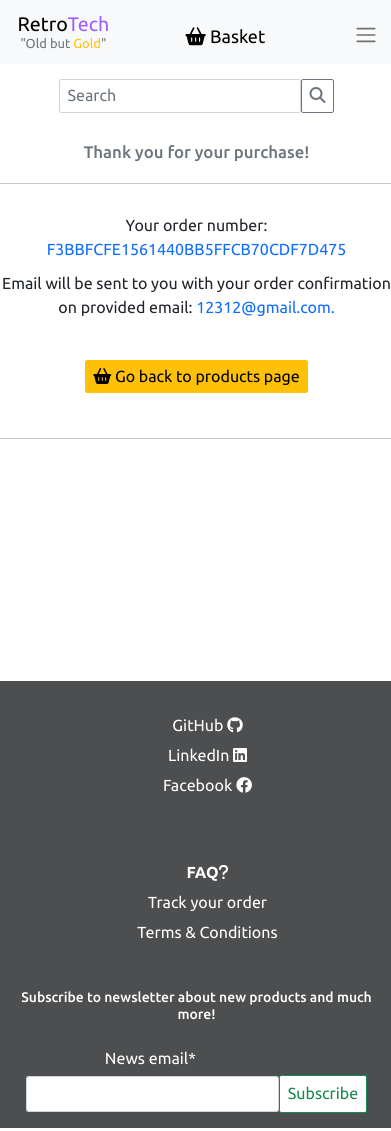 RetroTech
"Old but Gold"
Basket
Search
Thank you for your purchase!
Your order number:
F3BBFCFE1561440BB5FFCB70CDF7D475
Email will be sent to you with your order confirmation
on provided email: 12312@gmail.com.
Go back to products page
GitHub
LinkedIn
Facebook
FAQ?
Track your order
Terms & Conditions
Subscribe to newsletter about new products and much
more!
News email*
Subscribe